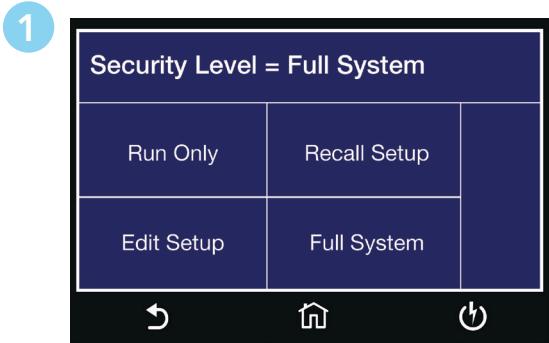 1
Security Level = Full System
Run Only Recall Setup
Edit Setup Full System